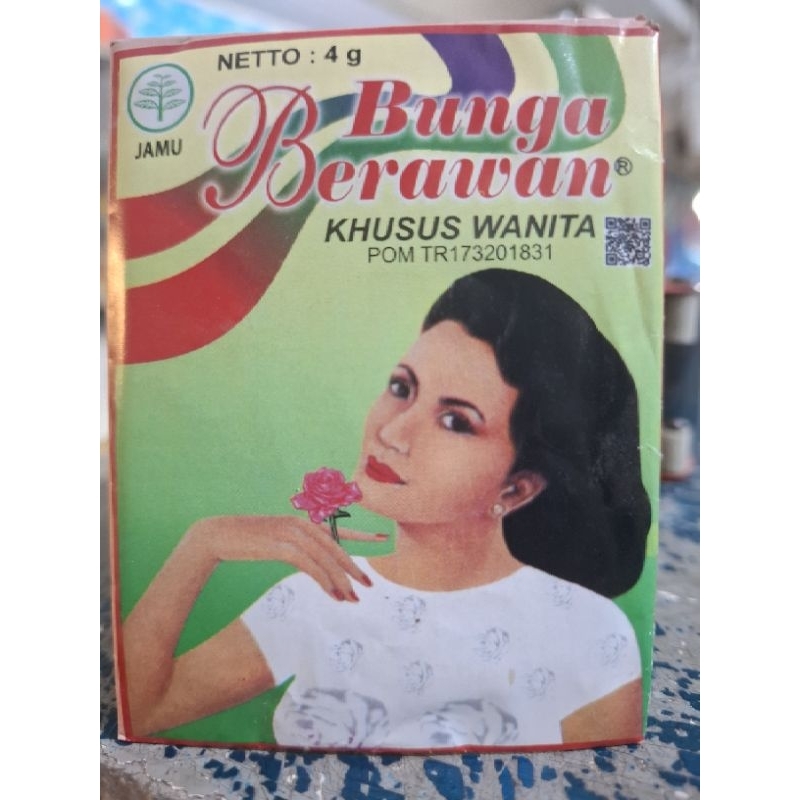 NETTO : 4 g
JAMU
Bunga
Berawan®
KHUSUS WANITA
POM TR173201831